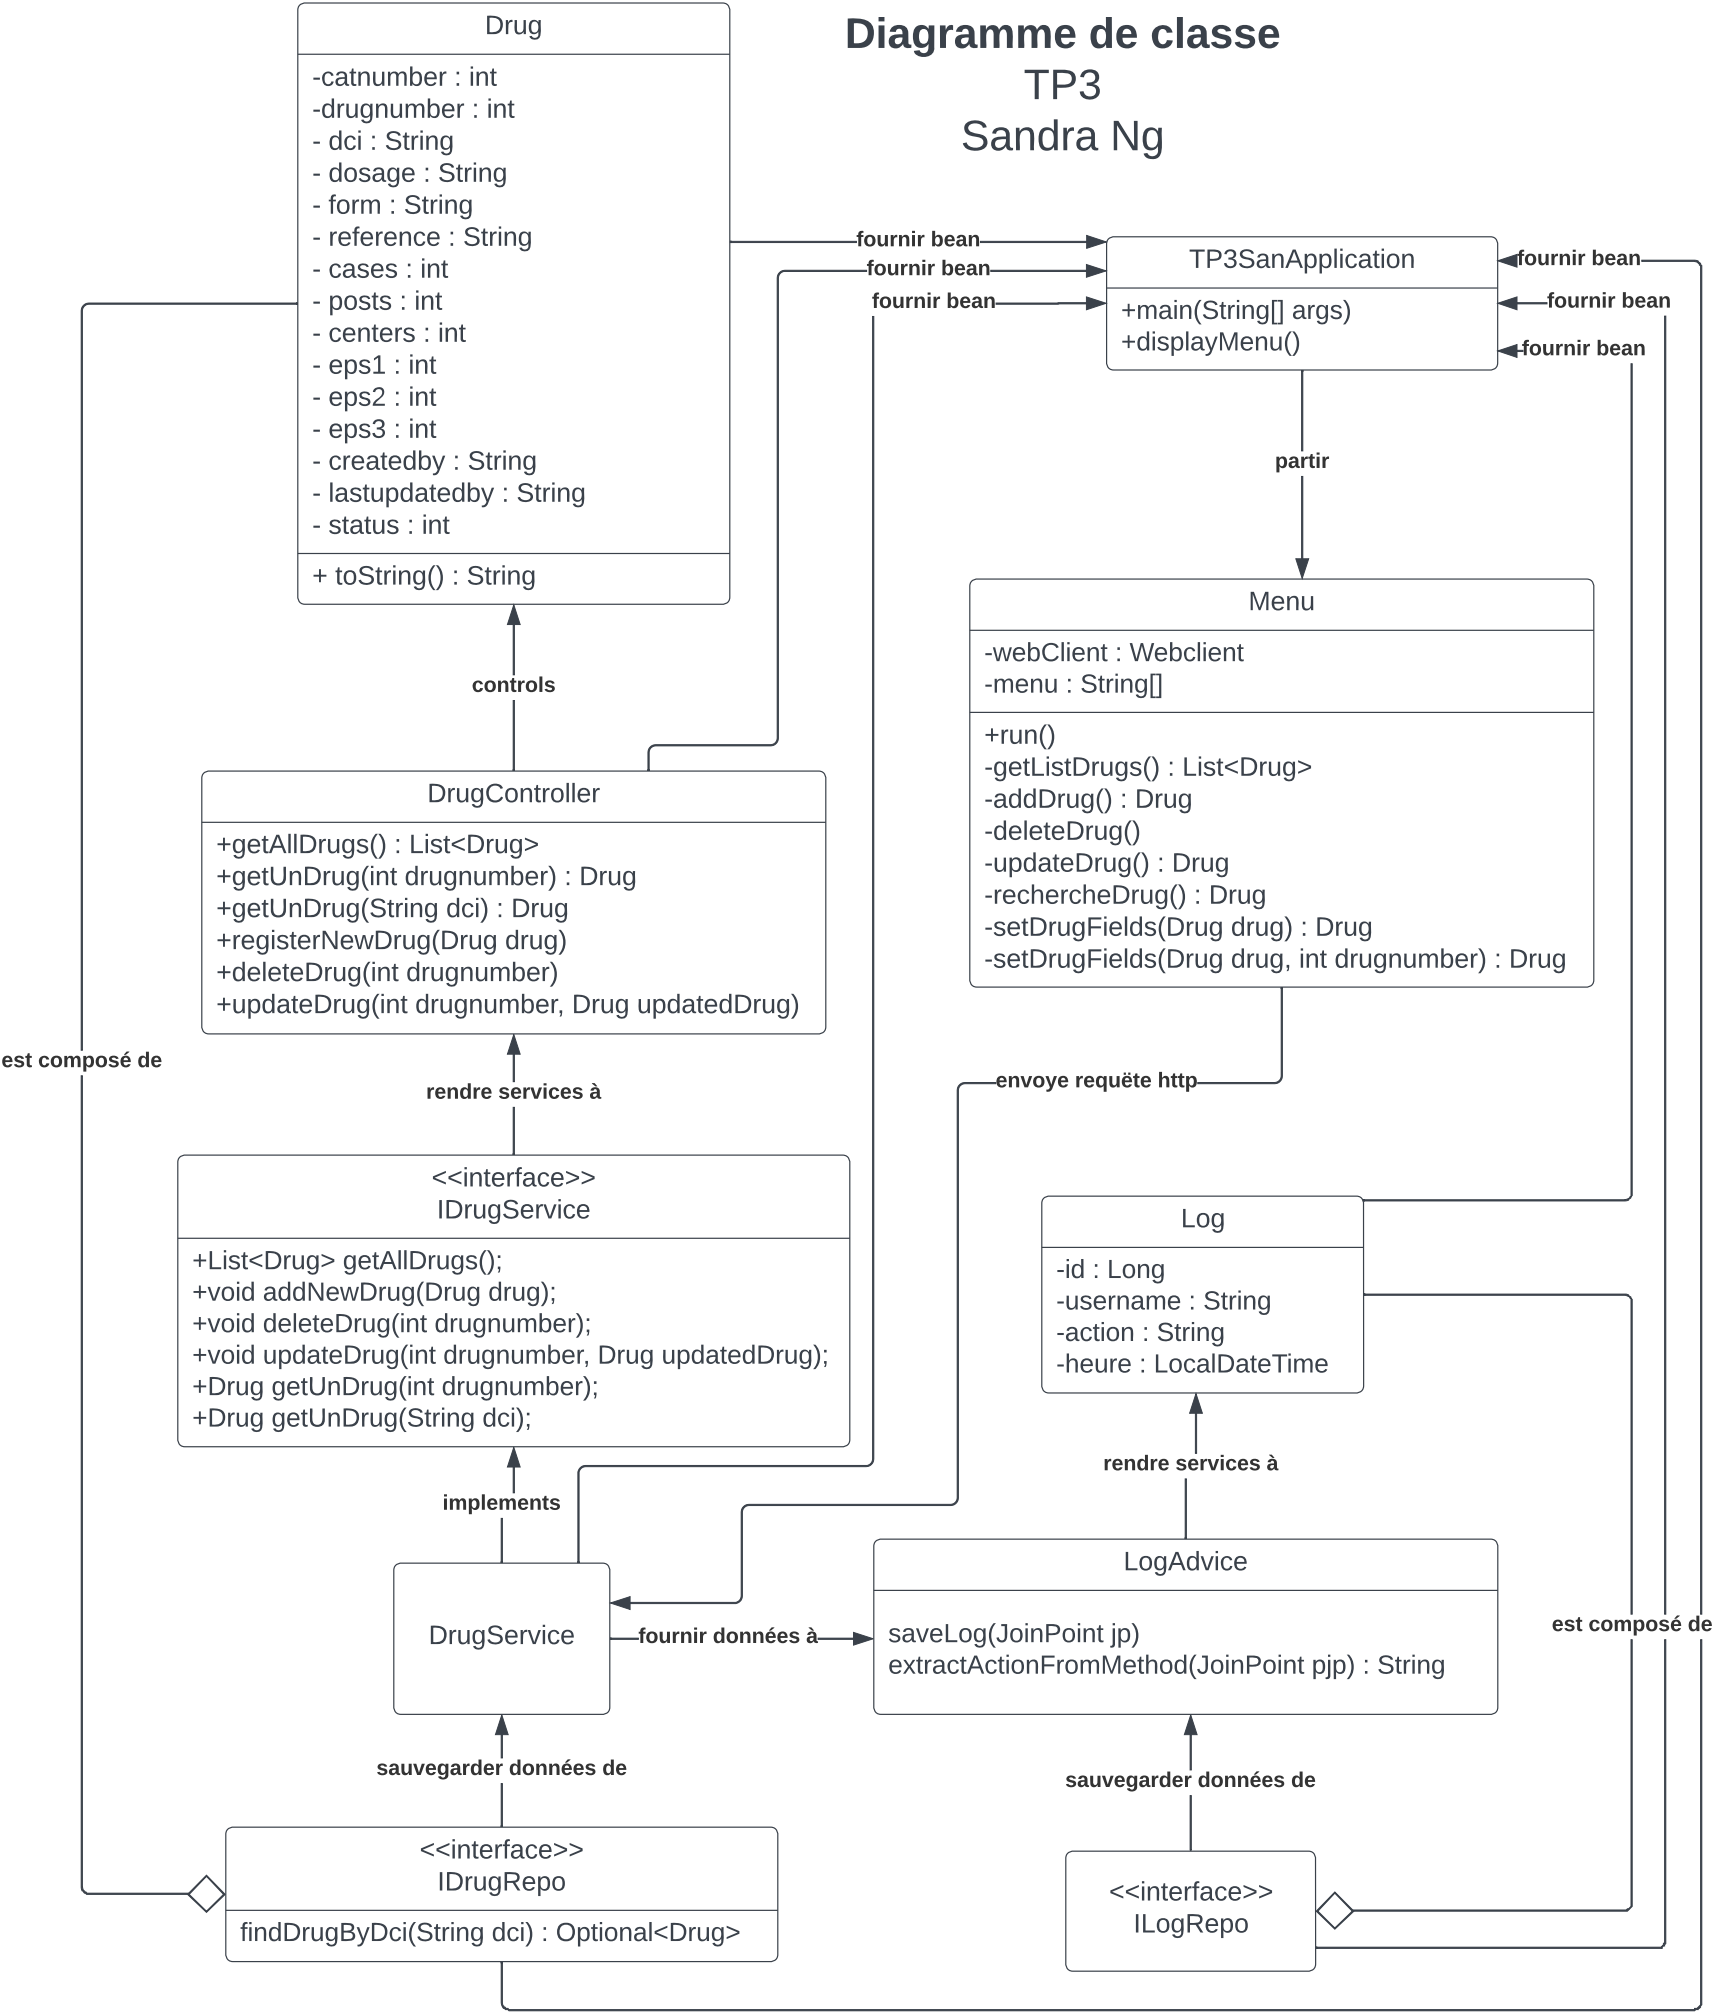 Diagramme de classe
TP3
Sandra Ng
Drug
-catnumber : int
-drugnumber : int
- dci : String
- dosage : String
- form : String
- reference : String
- cases : int
- posts : int
- centers : int
- eps1 : int
- eps2 : int
- eps3 : int
- createdby : String
- lastupdatedby : String
- status : int
+ toString() : String
fournir bean
fournir bean
fournir bean
TP3SanApplication
+main(String[] args)
+displayMenu()
fournir bean
fournir bean
fournir bean
partir
Menu
-webClient : Webclient
-menu : String[]
+run()
-getListDrugs() : List<Drug>
-addDrug() : Drug
-deleteDrug()
-updateDrug() : Drug
-rechercheDrug() : Drug
-setDrugFields(Drug drug) : Drug
-setDrugFields(Drug drug, int drugnumber) : Drug
controls
DrugController
+getAllDrugs() : List<Drug>
+getUnDrug(int drugnumber) : Drug
+getUnDrug(String dci) : Drug
+registerNewDrug(Drug drug)
+deleteDrug(int drugnumber)
+updateDrug(int drugnumber, Drug updatedDrug)
est composé de
rendre services à
envoye requëte http
<<interface>>
IDrugService
+List<Drug> getAllDrugs();
+void addNewDrug(Drug drug);
+void deleteDrug(int drugnumber);
+void updateDrug(int drugnumber, Drug updatedDrug);
+Drug getUnDrug(int drugnumber);
+Drug getUnDrug(String dci);
Log
-id : Long
-username : String
-action : String
-heure : LocalDateTime
rendre services à
implements
DrugService
fournir données à
LogAdvice
saveLog(JoinPoint jp)
extractActionFromMethod(JoinPoint pjp) : String
est composé de
sauvegarder données de
sauvegarder données de
<<interface>>
IDrugRepo
findDrugByDci(String dci) : Optional<Drug>
<<interface>>
ILogRepo